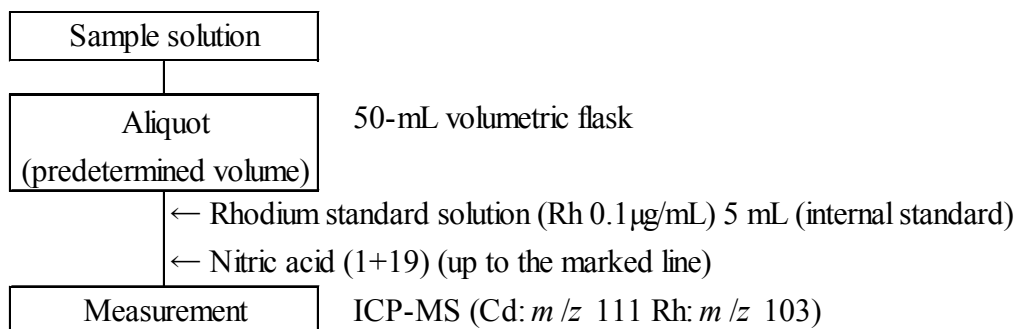 Sample solution
Aliquot 50-mL volumetric flask
(predetermined volume)
← Rhodium standard solution (Rh 0.1μg/mL) 5 mL (internal standard)
← Nitric acid (1+19) (up to the marked line)
Measurement ICP-MS (Cd: m /z 111 Rh: m /z 103)